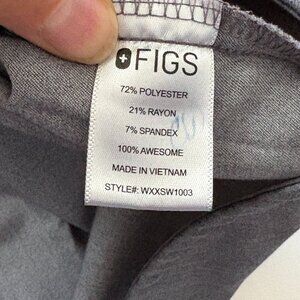 FIGS
72% POLYESTER
21% RAYON
7% SPANDEX
100% AWESOME
MADE IN VIETNAM
STYLE#: WXXSW1003